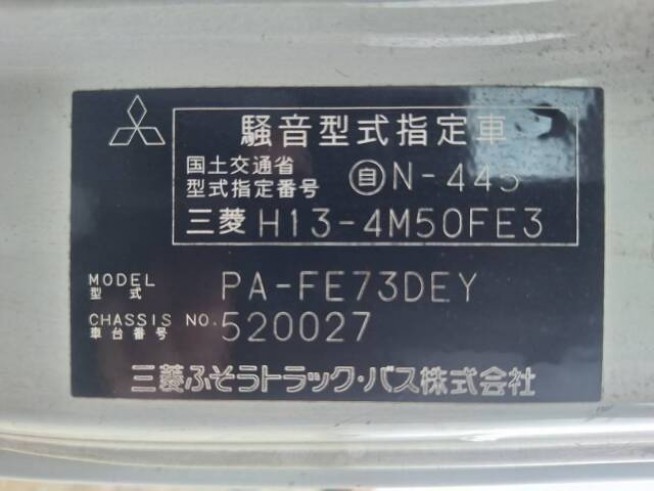 騒音型式指定車
国土交通省
型式指定番号 自N-445
三菱 H13-4M50FE3
MODEL PA-FE73DEY
型式
CHASSIS NO. 520027
車台番号
三菱ふそうトラック・バス株式会社